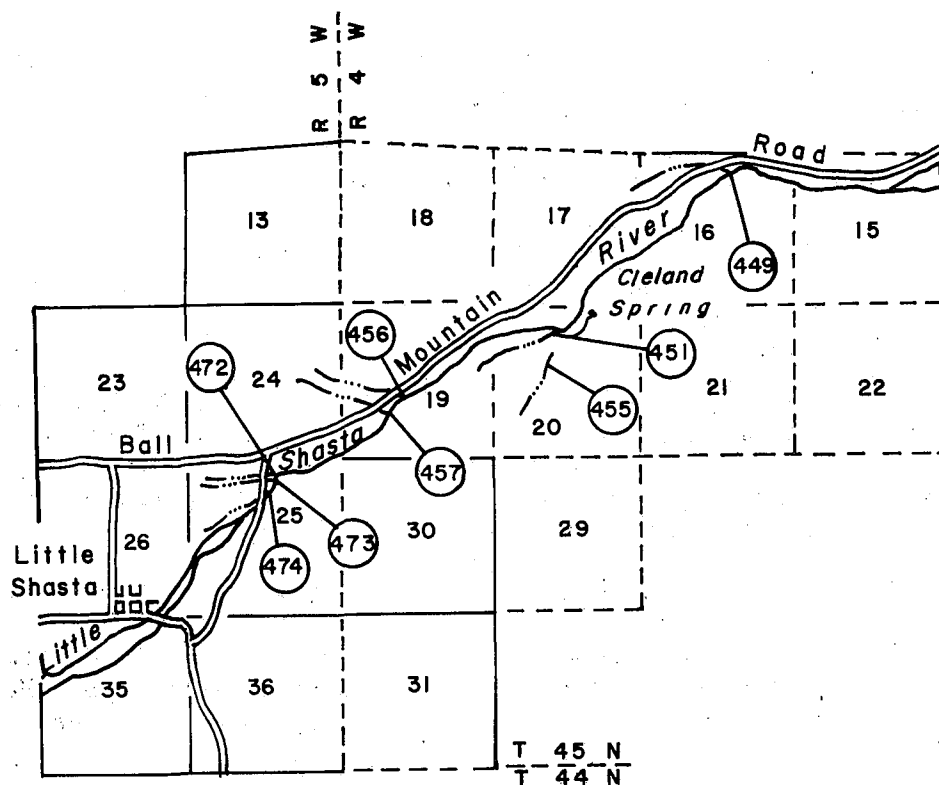 R 5 W
R 4 W
Road
13
18
17
River
16
15
449
Cleland
Spring
456
Mountain
472
451
23
24
19
21
22
455
20
Ball
Shasta
457
25
473
30
29
26
Little
Shasta
474
Little
35
36
31
T 45 N
T 44 N